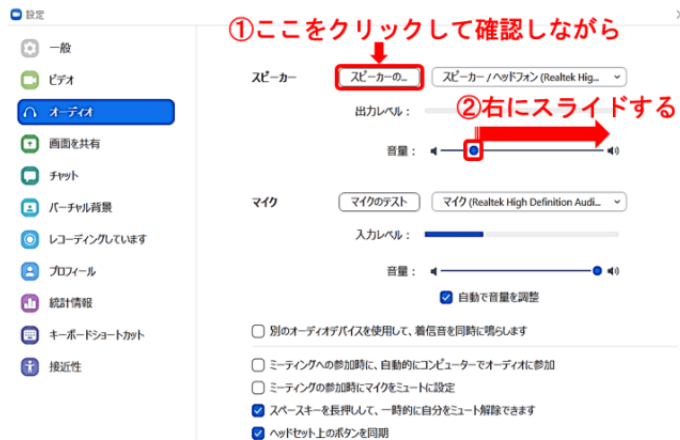 設定
①ここをクリックして確認しながら
一般
ビデオ
オーディオ
画面を共有
チャット
バーチャル背景
レコーディングしています
プロフィール
統計情報
キーボードショートカット
接近性
スピーカー
スピーカーの...
スピーカー / ヘッドフォン (Realtek Hig...
出力レベル：
②右にスライドする
音量：
マイク
マイクのテスト
マイク (Realtek High Definition Audi...
入力レベル：
音量：
自動で音量を調整
別のオーディオデバイスを使用して、着信音を同時に鳴らします
ミーティングへの参加時に、自動的にコンピューターでオーディオに参加
ミーティングの参加時にマイクをミュートに設定
スペースキーを長押しして、一時的に自分をミュート解除できます
ヘッドセット上のボタンを同期